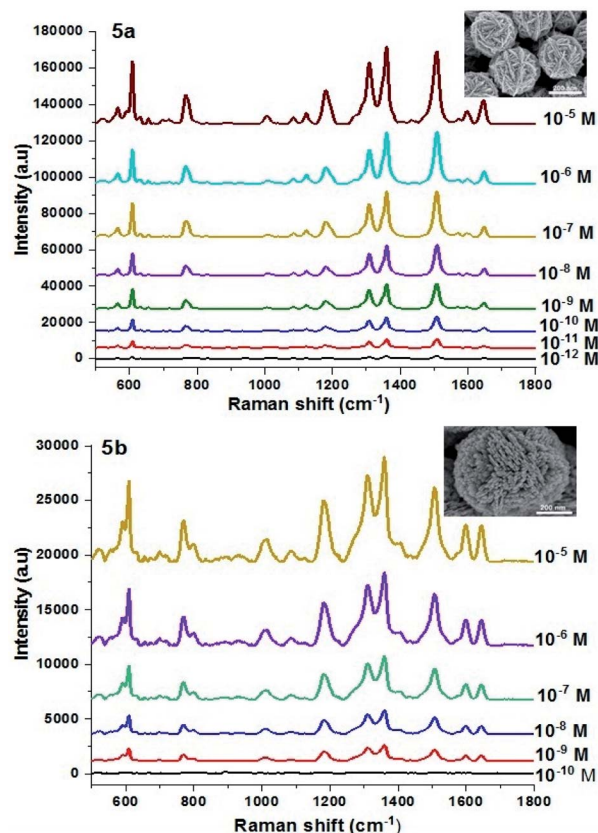 5a
180000
160000
140000
120000
100000
80000
60000
40000
20000
0
Intensity (a.u)
200 nm
10⁻⁵ M
10⁻⁶ M
10⁻⁷ M
10⁻⁸ M
10⁻⁹ M
10⁻¹⁰ M
10⁻¹¹ M
10⁻¹² M
600 800 1000 1200 1400 1600 1800
Raman shift (cm⁻¹)
5b
30000
25000
20000
15000
10000
5000
0
Intensity (a.u)
200 nm
10⁻⁵ M
10⁻⁶ M
10⁻⁷ M
10⁻⁸ M
10⁻⁹ M
10⁻¹⁰ M
600 800 1000 1200 1400 1600 1800
Raman shift (cm⁻¹)